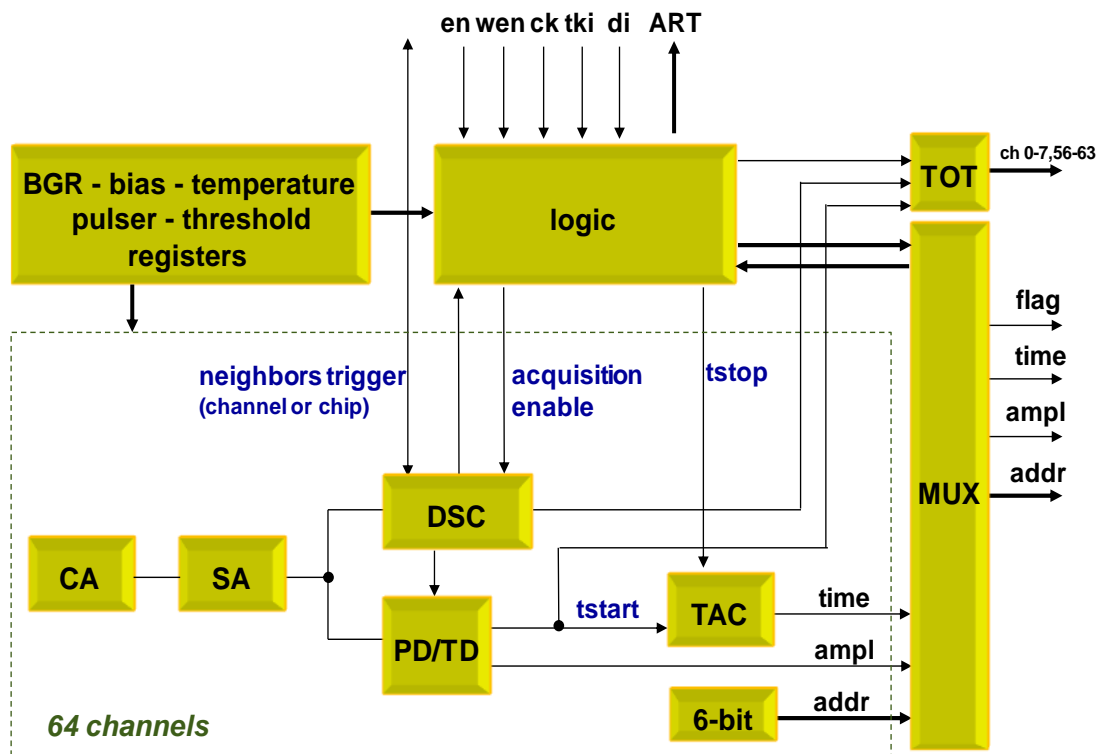 en wen ck tki di ART
BGR - bias - temperature
pulser - threshold
registers
logic
TOT
ch 0-7,56-63
flag
time
ampl
addr
MUX
neighbors trigger
(channel or chip)
acquisition
enable
tstop
DSC
CA
SA
PD/TD
tstart
TAC
time
ampl
6-bit
addr
64 channels